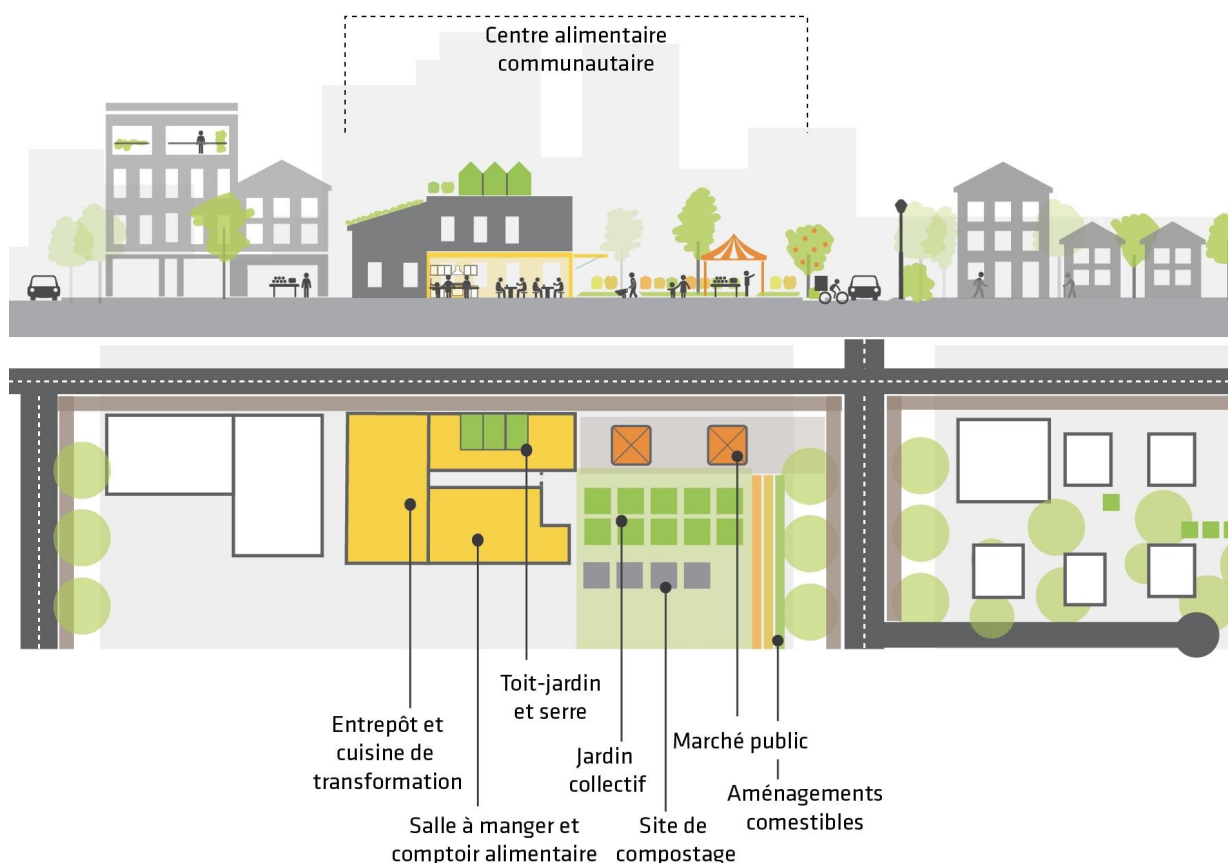 Centre alimentaire
communautaire
Toit-jardin
et serre
Entrepôt et
cuisine de
transformation
Jardin
collectif
Marché public
Aménagements
comestibles
Salle à manger et
comptoir alimentaire
Site de
compostage